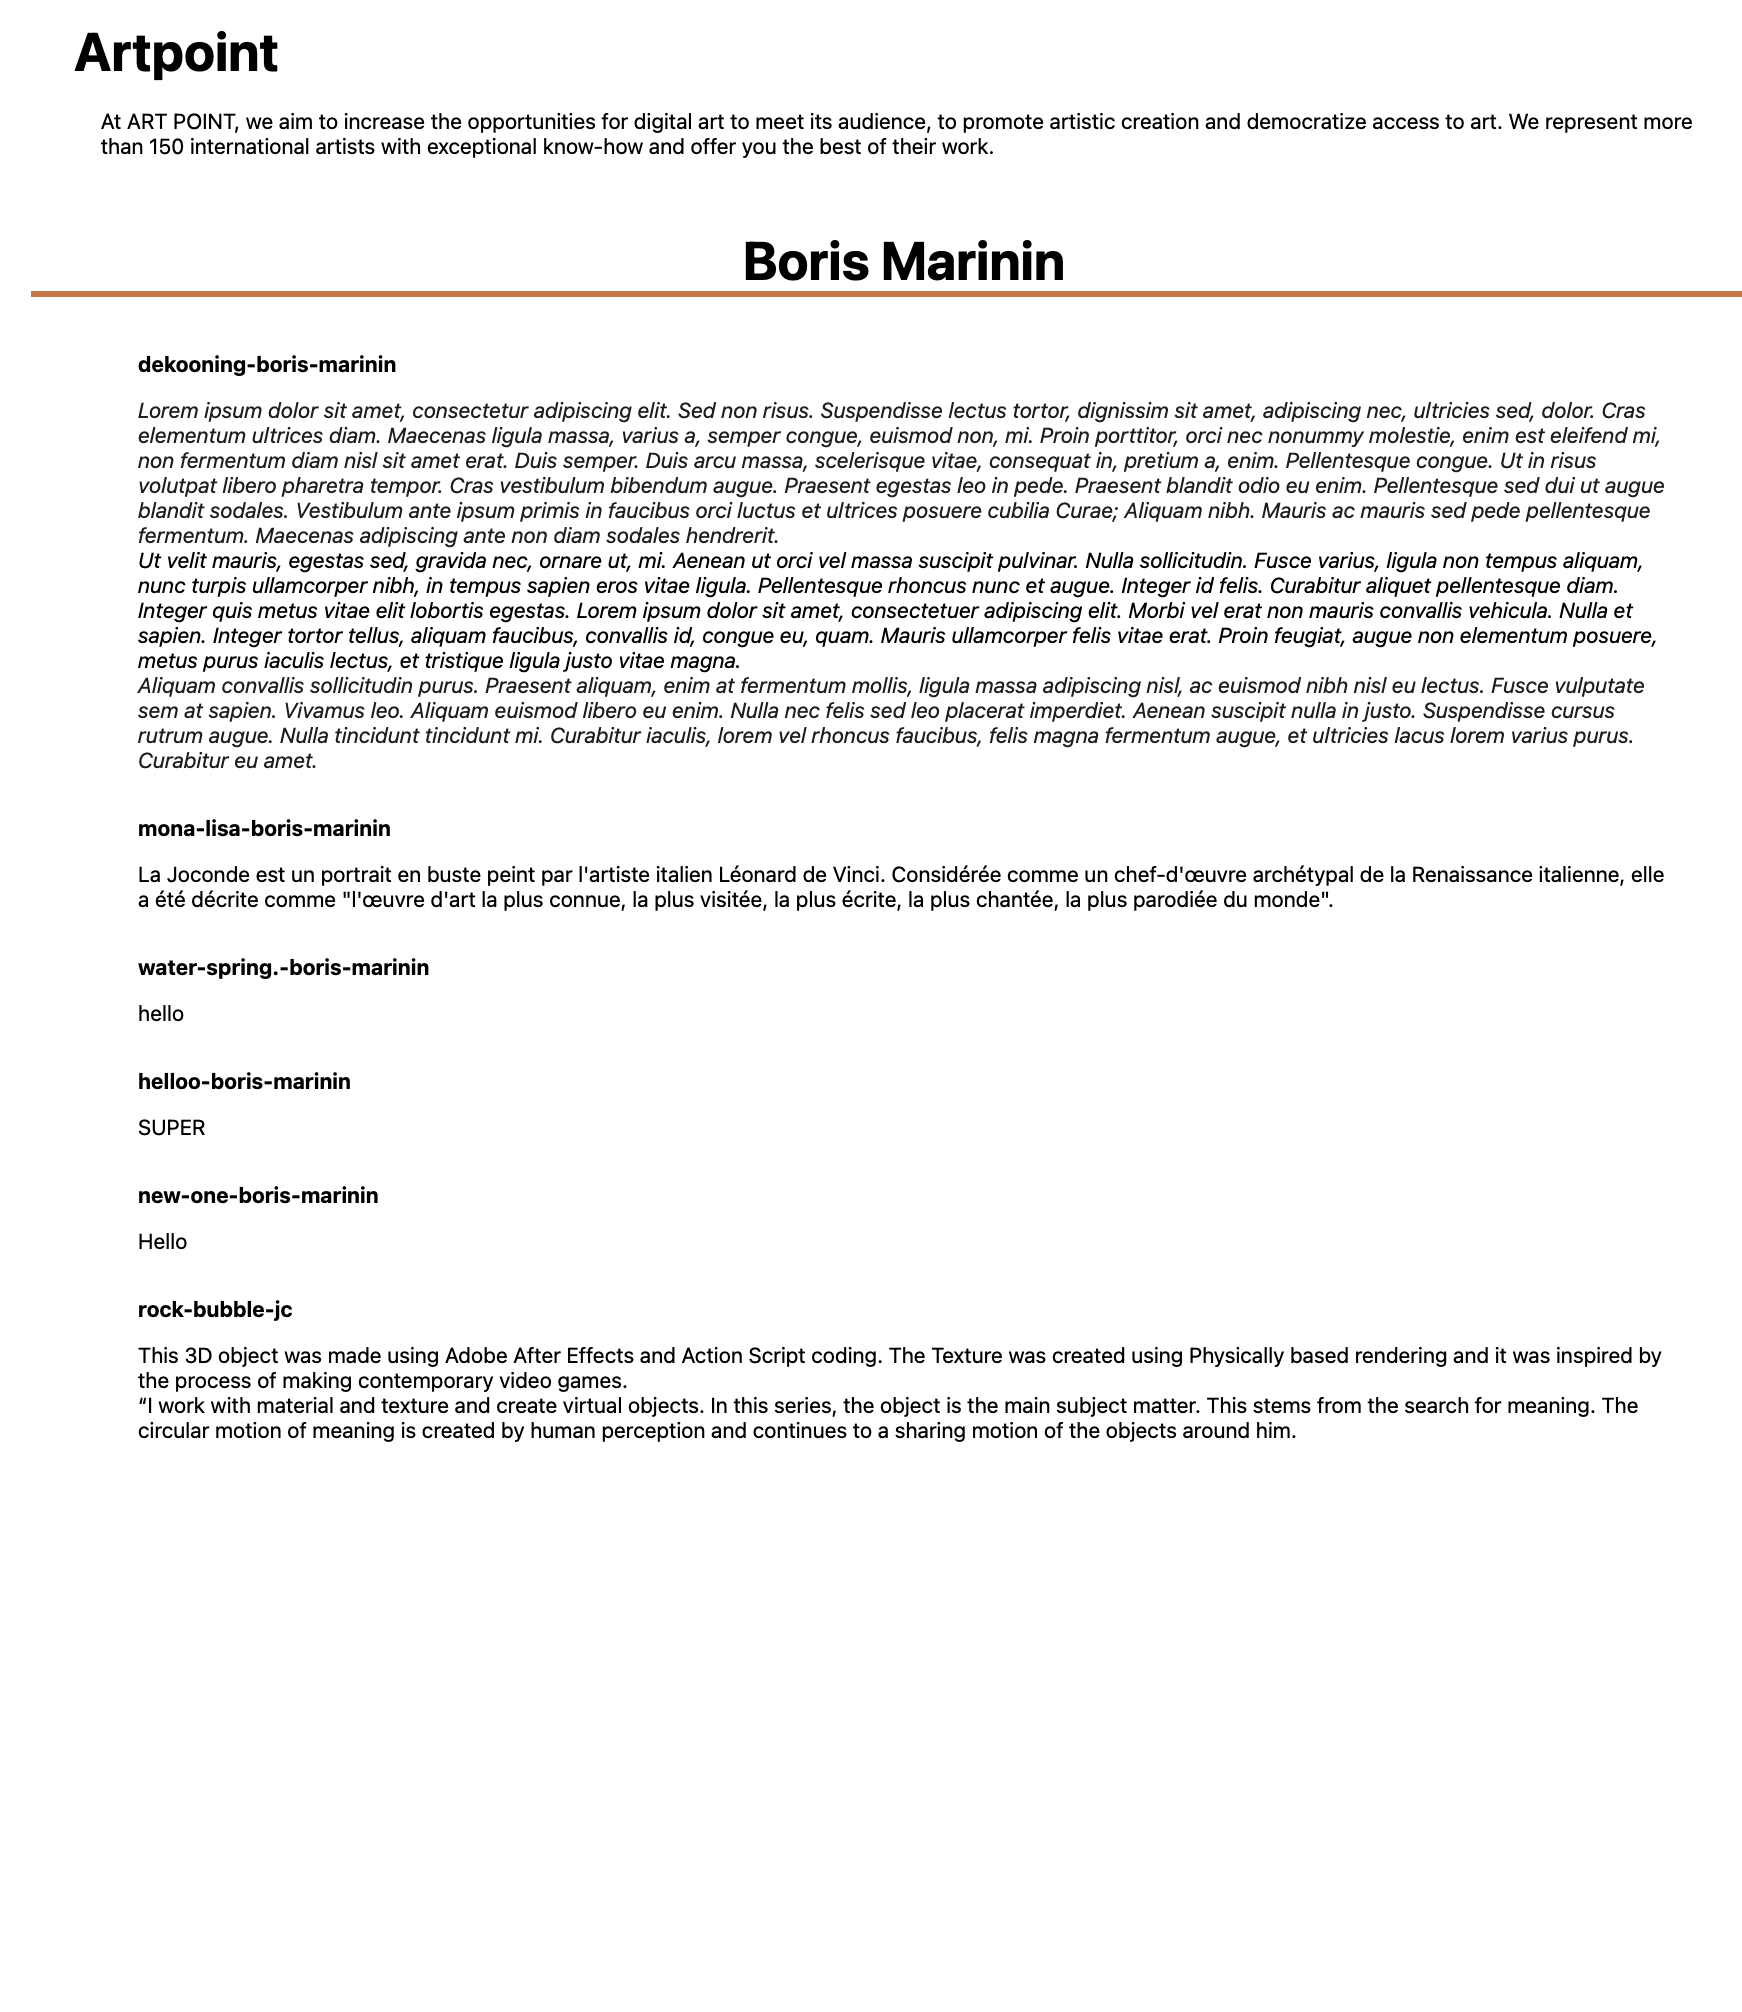 Artpoint
At ART POINT, we aim to increase the opportunities for digital art to meet its audience, to promote artistic creation and democratize access to art. We represent more
than 150 international artists with exceptional know-how and offer you the best of their work.
Boris Marinin
dekooning-boris-marinin
Lorem ipsum dolor sit amet, consectetur adipiscing elit. Sed non risus. Suspendisse lectus tortor, dignissim sit amet, adipiscing nec, ultricies sed, dolor. Cras
elementum ultrices diam. Maecenas ligula massa, varius a, semper congue, euismod non, mi. Proin porttitor, orci nec nonummy molestie, enim est eleifend mi,
non fermentum diam nisl sit amet erat. Duis semper. Duis arcu massa, scelerisque vitae, consequat in, pretium a, enim. Pellentesque congue. Ut in risus
volutpat libero pharetra tempor. Cras vestibulum bibendum augue. Praesent egestas leo in pede. Praesent blandit odio eu enim. Pellentesque sed dui ut augue
blandit sodales. Vestibulum ante ipsum primis in faucibus orci luctus et ultrices posuere cubilia Curae; Aliquam nibh. Mauris ac mauris sed pede pellentesque
fermentum. Maecenas adipiscing ante non diam sodales hendrerit.
Ut velit mauris, egestas sed, gravida nec, ornare ut, mi. Aenean ut orci vel massa suscipit pulvinar. Nulla sollicitudin. Fusce varius, ligula non tempus aliquam,
nunc turpis ullamcorper nibh, in tempus sapien eros vitae ligula. Pellentesque rhoncus nunc et augue. Integer id felis. Curabitur aliquet pellentesque diam.
Integer quis metus vitae elit lobortis egestas. Lorem ipsum dolor sit amet, consectetuer adipiscing elit. Morbi vel erat non mauris convallis vehicula. Nulla et
sapien. Integer tortor tellus, aliquam faucibus, convallis id, congue eu, quam. Mauris ullamcorper felis vitae erat. Proin feugiat, augue non elementum posuere,
metus purus iaculis lectus, et tristique ligula justo vitae magna.
Aliquam convallis sollicitudin purus. Praesent aliquam, enim at fermentum mollis, ligula massa adipiscing nisl, ac euismod nibh nisl eu lectus. Fusce vulputate
sem at sapien. Vivamus leo. Aliquam euismod libero eu enim. Nulla nec felis sed leo placerat imperdiet. Aenean suscipit nulla in justo. Suspendisse cursus
rutrum augue. Nulla tincidunt tincidunt mi. Curabitur iaculis, lorem vel rhoncus faucibus, felis magna fermentum augue, et ultricies lacus lorem varius purus.
Curabitur eu amet.
mona-lisa-boris-marinin
La Joconde est un portrait en buste peint par l'artiste italien Léonard de Vinci. Considérée comme un chef-d'œuvre archétypal de la Renaissance italienne, elle
a été décrite comme "l'œuvre d'art la plus connue, la plus visitée, la plus écrite, la plus chantée, la plus parodiée du monde".
water-spring.-boris-marinin
hello
helloo-boris-marinin
SUPER
new-one-boris-marinin
Hello
rock-bubble-jc
This 3D object was made using Adobe After Effects and Action Script coding. The Texture was created using Physically based rendering and it was inspired by
the process of making contemporary video games.
“I work with material and texture and create virtual objects. In this series, the object is the main subject matter. This stems from the search for meaning. The
circular motion of meaning is created by human perception and continues to a sharing motion of the objects around him.